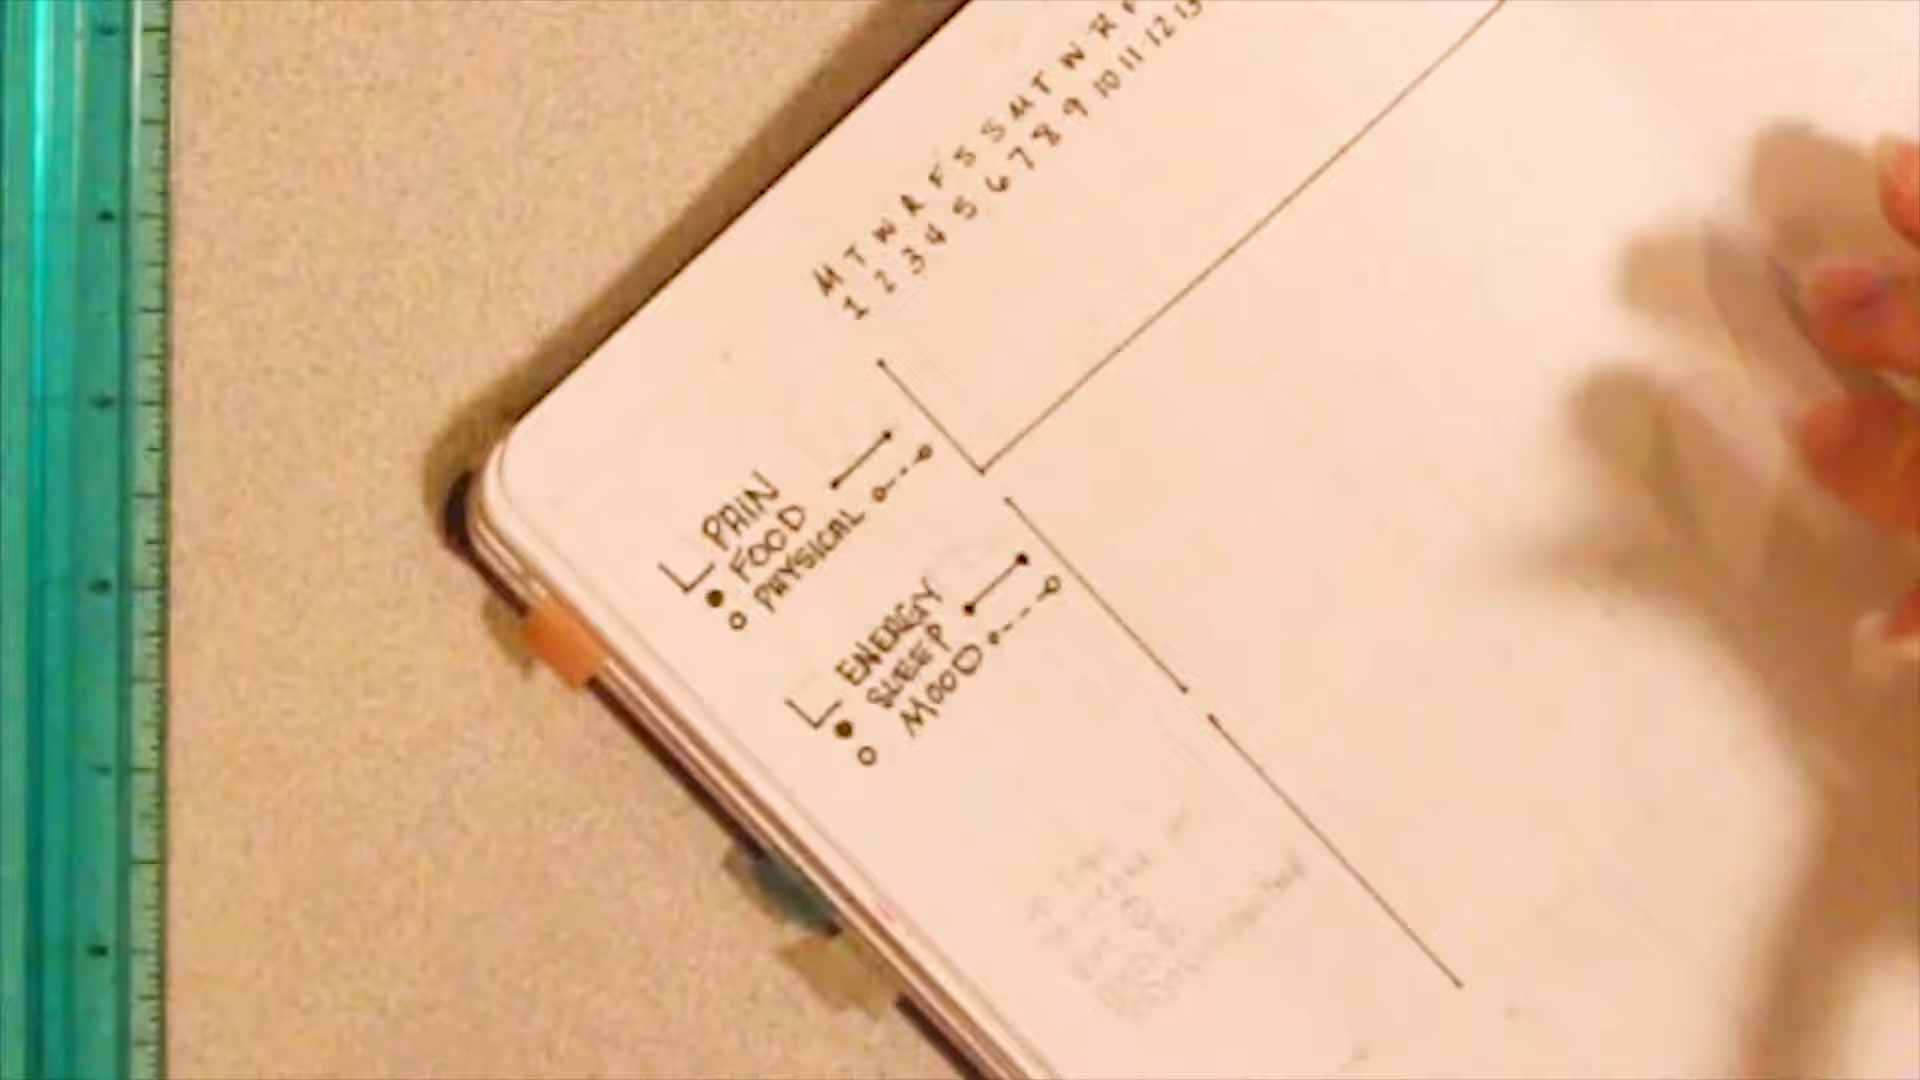 M T W R F S S M T W R F
1 2 3 4 5 6 7 8 9 10 11 12 13
PAIN
FOOD
PHYSICAL
ENERGY
SLEEP
MOOD